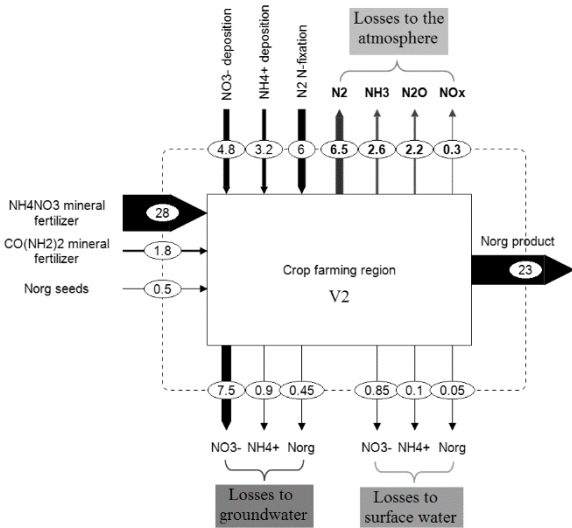 Losses to the
atmosphere
NO3- deposition
NH4+ deposition
N2 N-fixation
N2
NH3
N2O
NOx
4.8
3.2
6
6.5
2.6
2.2
0.3
NH4NO3 mineral
fertilizer
28
CO(NH2)2 mineral
fertilizer
1.8
Norg seeds
0.5
Crop farming region
V2
Norg product
23
7.5
0.9
0.45
0.85
0.1
0.05
NO3-
NH4+
Norg
NO3-
NH4+
Norg
Losses to
groundwater
Losses to
surface water